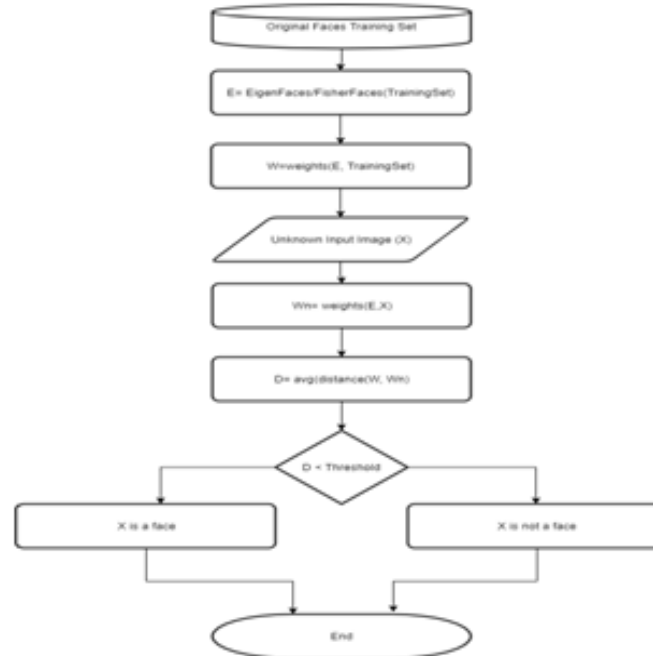 Original Faces Training Set
E= EigenFaces/FisherFaces(TrainingSet)
W=weights(E, TrainingSet)
Unknown Input Image (X)
Wn= weights(E,X)
D= avg(distance(W, Wn)
D < Threshold
X is a face
X is not a face
End